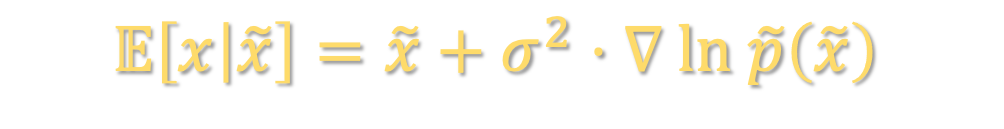 𝔼[x|x̃] = x̃ + σ² · ∇ ln p̃(x̃)